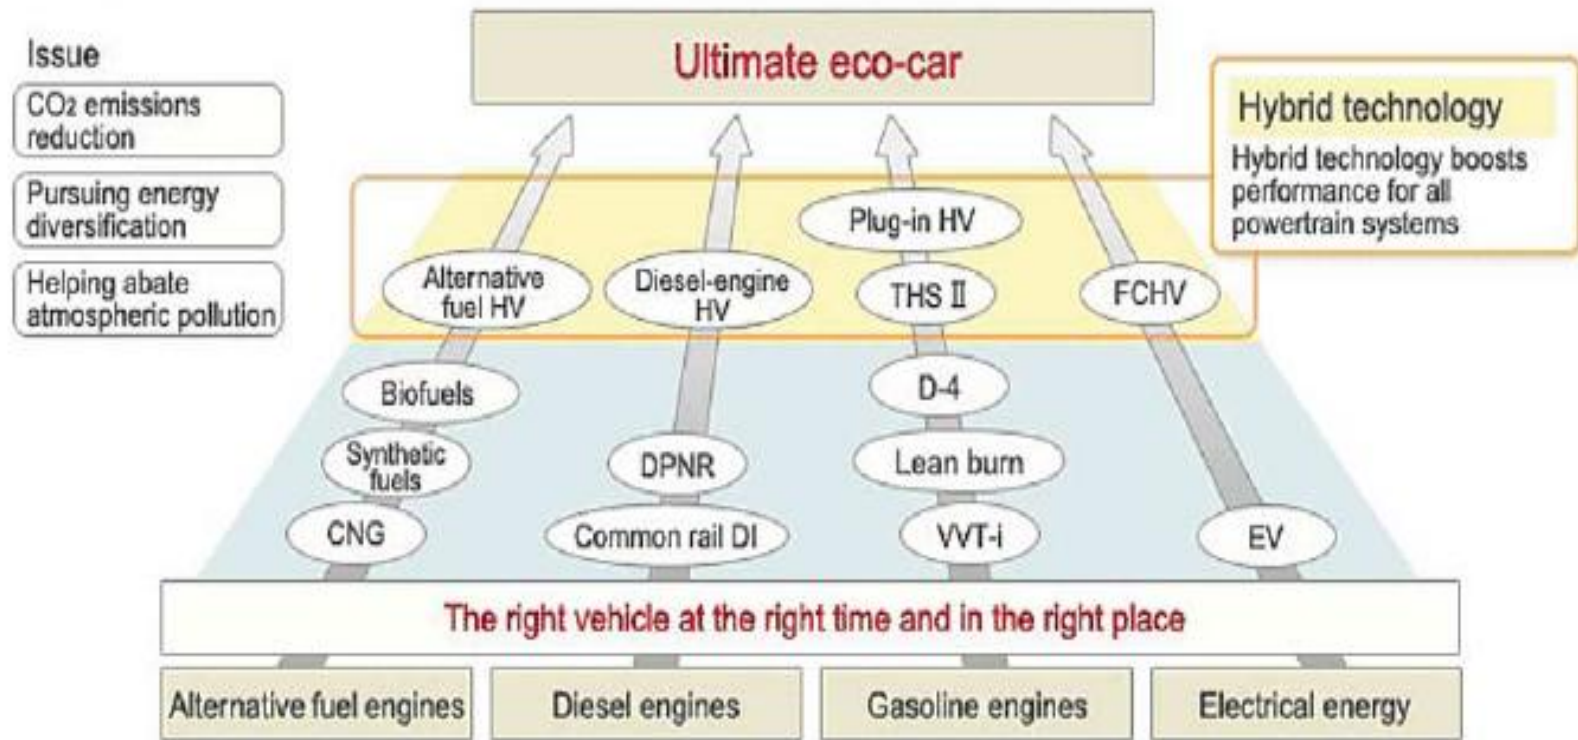 Issue
CO2 emissions
reduction
Pursuing energy
diversification
Helping abate
atmospheric pollution
Ultimate eco-car
Hybrid technology
Hybrid technology boosts
performance for all
powertrain systems
Plug-in HV
Alternative
fuel HV
Diesel-engine
HV
THS II
FCHV
Biofuels
D-4
Synthetic
fuels
DPNR
Lean burn
CNG
Common rail DI
VVT-i
EV
The right vehicle at the right time and in the right place
Alternative fuel engines
Diesel engines
Gasoline engines
Electrical energy